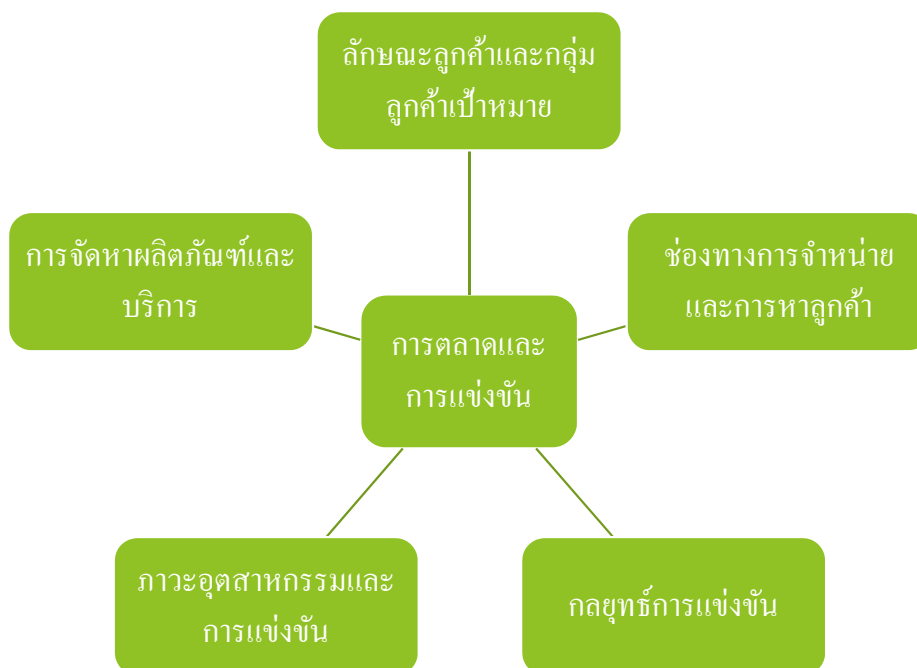 ลักษณะลูกค้าและกลุ่ม
ลูกค้าเป้าหมาย
การจัดหาผลิตภัณฑ์และ
บริการ
ช่องทางการจำหน่าย
และการหาลูกค้า
การตลาดและ
การแข่งขัน
ภาวะอุตสาหกรรมและ
การแข่งขัน
กลยุทธ์การแข่งขัน